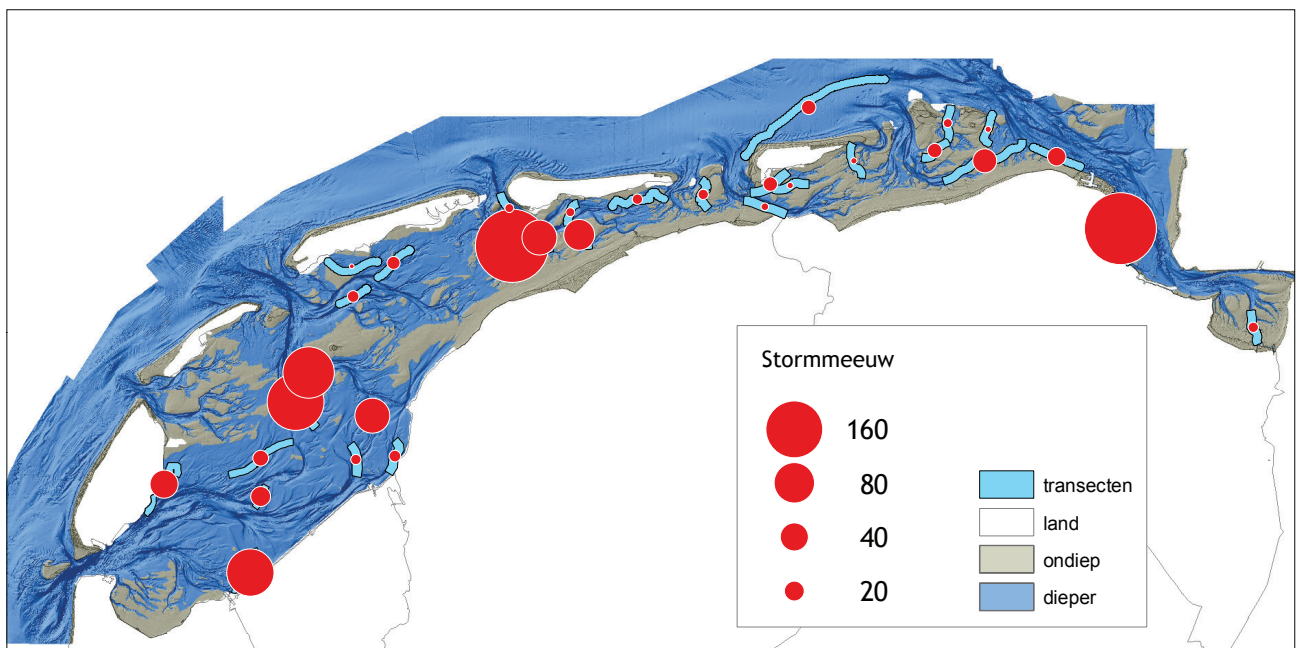 Stormmeeuw
160
80
40
20
transecten
land
ondiep
dieper